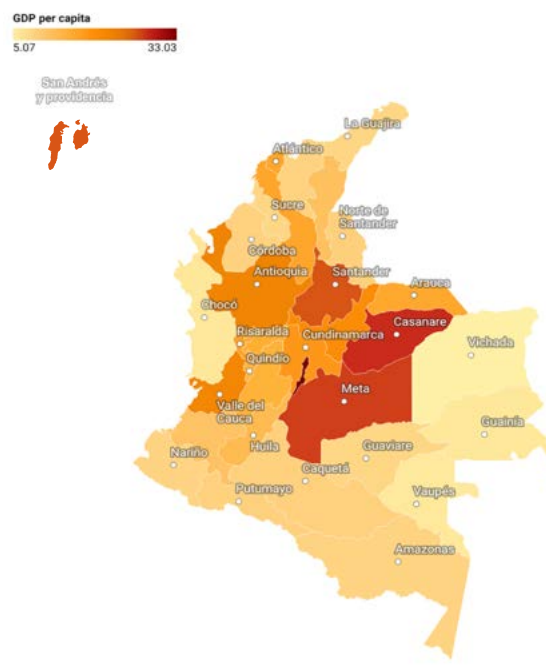 GDP per capita
5.07
33.03
San Andrés
y providencia
La Guajira
Atlántico
Sucre
Norte de
Santander
Córdoba
Antioquia
Santander
Arauca
Chocó
Casanare
Risaralda
Cundinamarca
Vichada
Quindío
Meta
Valle del
Cauca
Guainía
Huila
Guaviare
Nariño
Caquetá
Putumayo
Vaupés
Amazonas